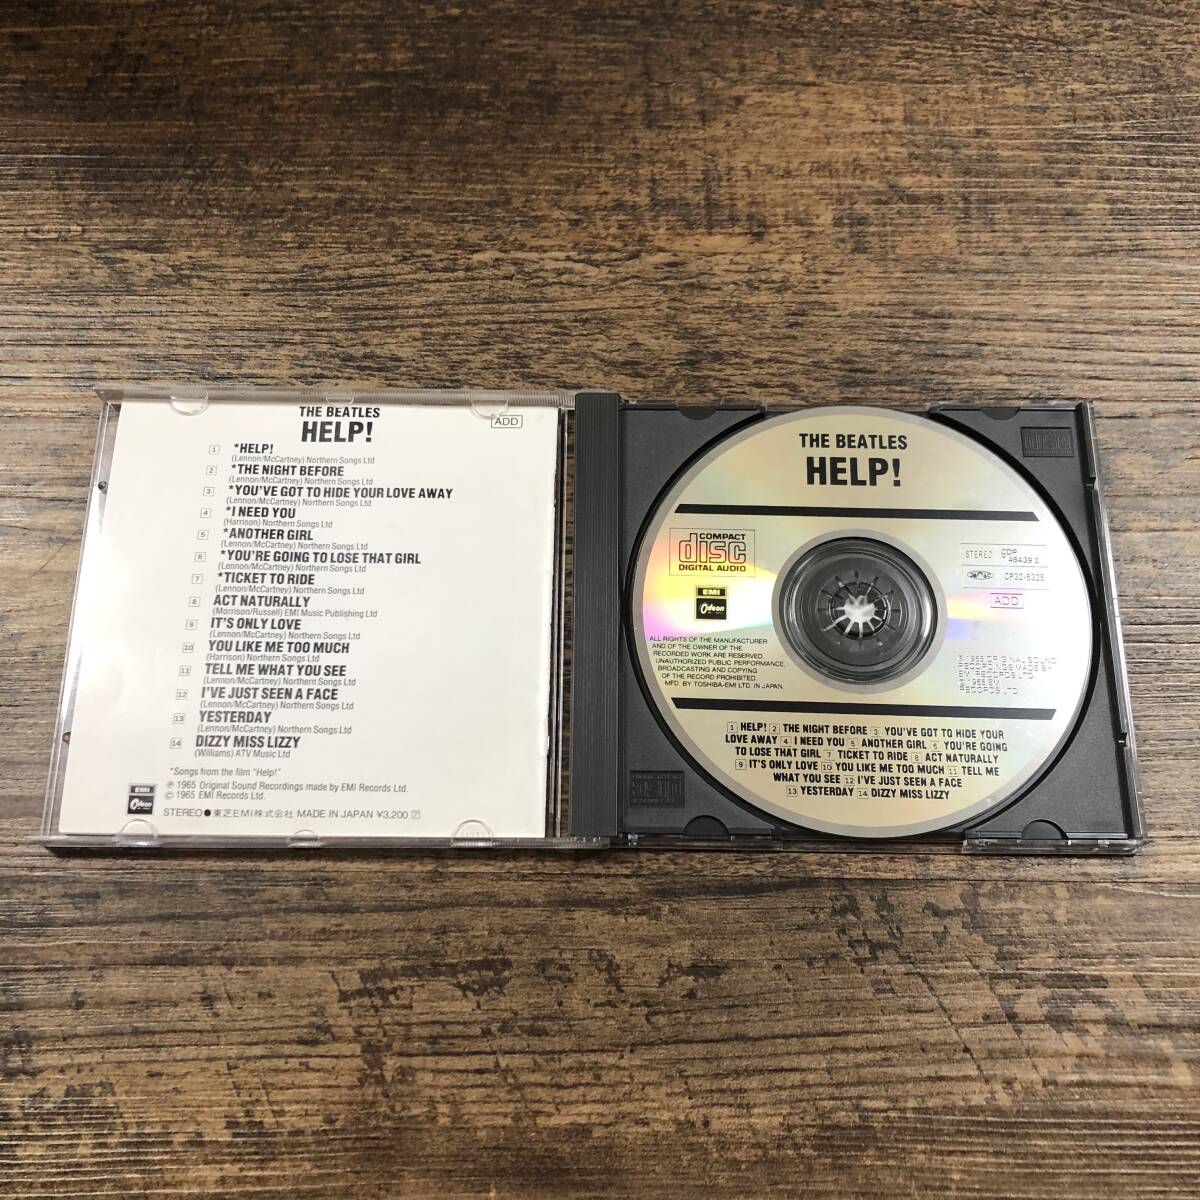 THE BEATLES
HELP!
ADD
1 *HELP!
(Lennon/McCartney) Northern Songs Ltd
2 *THE NIGHT BEFORE
(Lennon/McCartney) Northern Songs Ltd
3 *YOU'VE GOT TO HIDE YOUR LOVE AWAY
(Lennon/McCartney) Northern Songs Ltd
4 *I NEED YOU
(Harrison) Northern Songs Ltd
5 *ANOTHER GIRL
(Lennon/McCartney) Northern Songs Ltd
6 *YOU'RE GOING TO LOSE THAT GIRL
(Lennon/McCartney) Northern Songs Ltd
7 *TICKET TO RIDE
(Lennon/McCartney) Northern Songs Ltd
8 ACT NATURALLY
(Morrison/Russell) EMI Music Publishing Ltd
9 IT'S ONLY LOVE
(Lennon/McCartney) Northern Songs Ltd
10 YOU LIKE ME TOO MUCH
(Harrison) Northern Songs Ltd
11 TELL ME WHAT YOU SEE
(Lennon/McCartney) Northern Songs Ltd
12 I'VE JUST SEEN A FACE
(Lennon/McCartney) Northern Songs Ltd
13 YESTERDAY
(Lennon/McCartney) Northern Songs Ltd
14 DIZZY MISS LIZZY
(Williams) ATV Music Ltd
*Songs from the film "Help!"
℗ 1965 Original Sound Recordings made by EMI Records Ltd.
© 1965 EMI Records Ltd.
EMI
Odeon
STEREO ● 東芝EMI株式会社 MADE IN JAPAN ¥3,200
THE BEATLES
HELP!
COMPACT
disc
DIGITAL AUDIO
EMI
Odeon
STEREO CDP
7 46439 2
CP32-5325
ADD
ALL RIGHTS OF THE MANUFACTURER
AND OF THE OWNER OF THE
RECORDED WORK ARE RESERVED.
UNAUTHORIZED PUBLIC PERFORMANCE,
BROADCASTING AND COPYING
OF THE RECORD PROHIBITED.
MFD. BY TOSHIBA-EMI LTD. IN JAPAN.
ORIGINAL SOUND
RECORDINGS MADE BY
EMI RECORDS LTD.
EMI
RECORDS LTD.
1 HELP! 2 THE NIGHT BEFORE 3 YOU'VE GOT TO HIDE YOUR
LOVE AWAY 4 I NEED YOU 5 ANOTHER GIRL 6 YOU'RE GOING
TO LOSE THAT GIRL 7 TICKET TO RIDE 8 ACT NATURALLY
9 IT'S ONLY LOVE 10 YOU LIKE ME TOO MUCH 11 TELL ME
WHAT YOU SEE 12 I'VE JUST SEEN A FACE
13 YESTERDAY 14 DIZZY MISS LIZZY